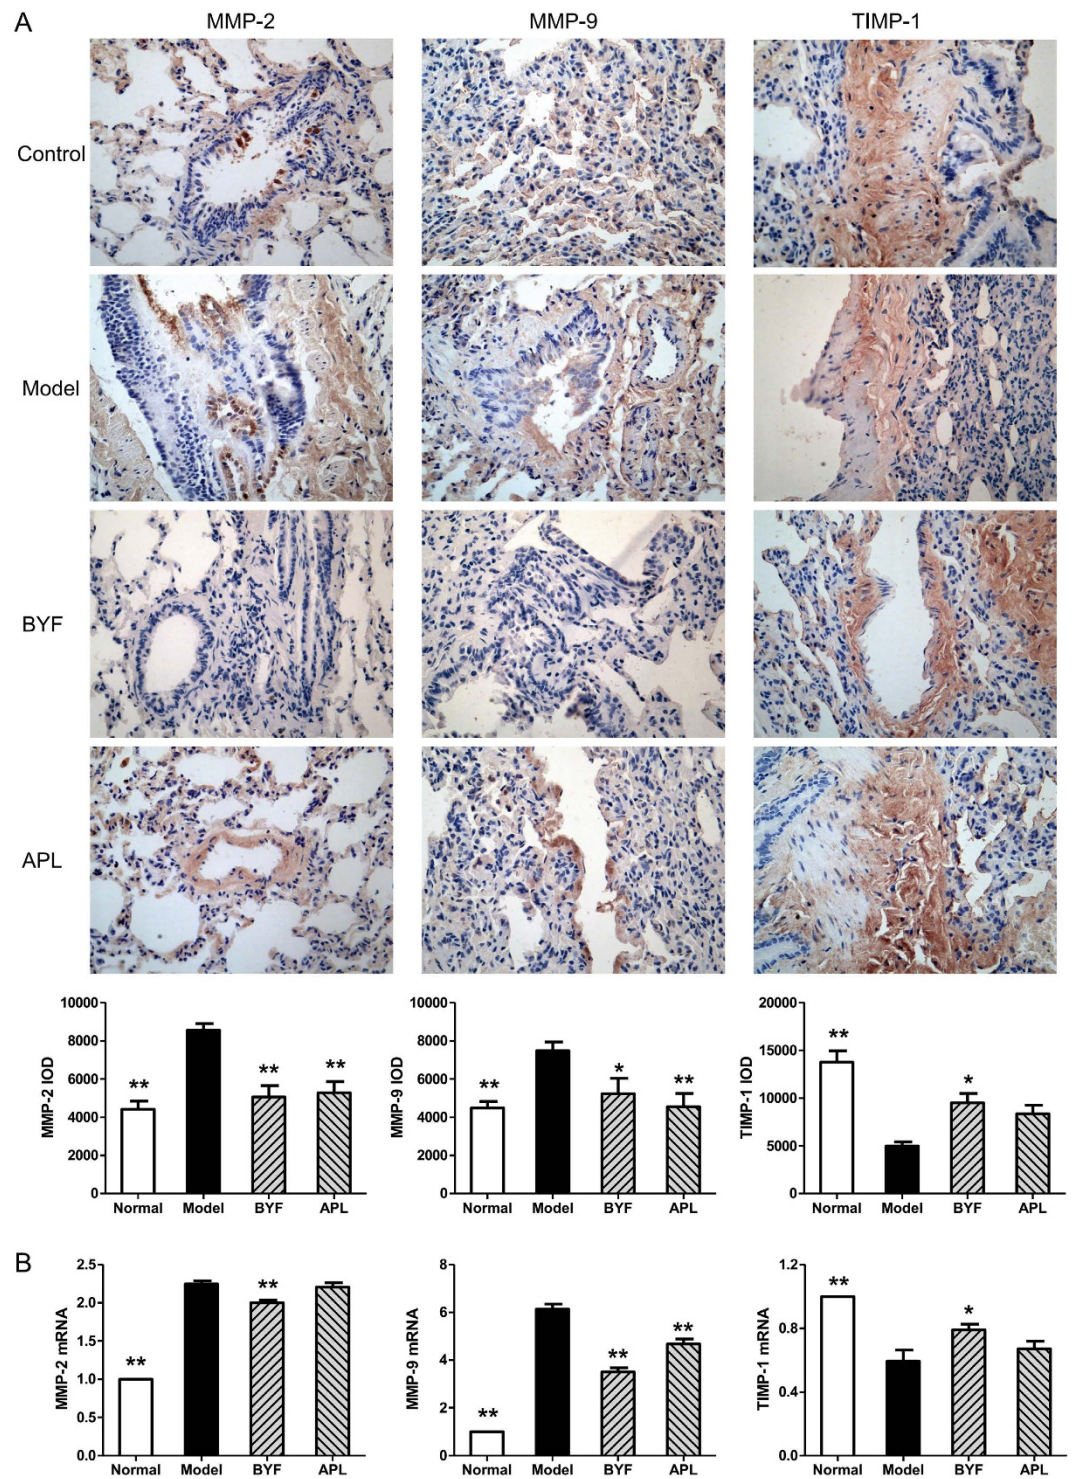 A
MMP-2 MMP-9 TIMP-1
Control
Model
BYF
APL
10000
8000
6000
4000
2000
0
MMP-2 IOD
** ** **
Normal Model BYF APL
10000
8000
6000
4000
2000
0
MMP-9 IOD
** * **
Normal Model BYF APL
20000
15000
10000
5000
0
TIMP-1 IOD
** *
Normal Model BYF APL
B
2.5
2.0
1.5
1.0
0.5
0.0
MMP-2 mRNA
** **
Normal Model BYF APL
8
6
4
2
0
MMP-9 mRNA
** ** **
Normal Model BYF APL
1.2
0.8
0.4
0.0
TIMP-1 mRNA
** *
Normal Model BYF APL